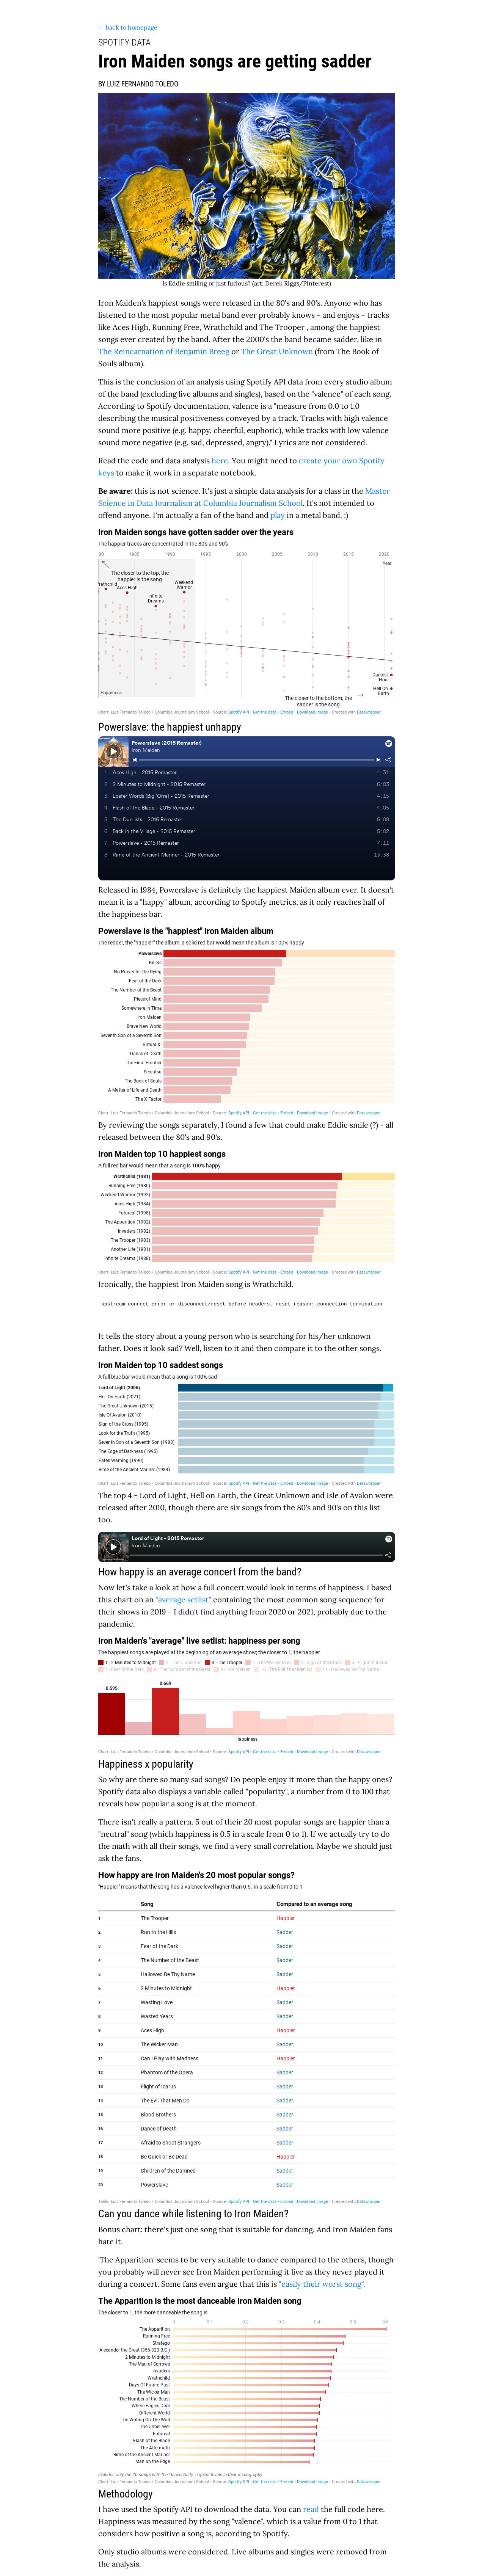 ← back to homepage
SPOTIFY DATA
Iron Maiden songs are getting sadder
BY LUIZ FERNANDO TOLEDO
Is Eddie smiling or just furious? (art: Derek Riggs/Pinterest)
Iron Maiden's happiest songs were released in the 80's and 90's. Anyone who has
listened to the most popular metal band ever probably knows - and enjoys - tracks
like Aces High, Running Free, Wrathchild and The Trooper , among the happiest
songs ever created by the band. After the 2000's the band became sadder, like in
The Reincarnation of Benjamin Breeg or The Great Unknown (from The Book of
Souls album).
This is the conclusion of an analysis using Spotify API data from every studio album
of the band (excluding live albums and singles), based on the "valence" of each song.
According to Spotify documentation, valence is a "measure from 0.0 to 1.0
describing the musical positiveness conveyed by a track. Tracks with high valence
sound more positive (e.g. happy, cheerful, euphoric), while tracks with low valence
sound more negative (e.g. sad, depressed, angry)." Lyrics are not considered.
Read the code and data analysis here. You might need to create your own Spotify
keys to make it work in a separate notebook.
Be aware: this is not science. It's just a simple data analysis for a class in the Master
Science in Data Journalism at Columbia Journalism School. It's not intended to
offend anyone. I'm actually a fan of the band and play in a metal band. :)
Iron Maiden songs have gotten sadder over the years
The happier tracks are concentrated in the 80's and 90's
80 1985 1990 1995 2000 2005 2010 2015 2020
Year
The closer to the top, the
happier is the song
rathchild
Aces High
Infinite
Dreams
Weekend
Warrior
Darkest
Hour
Hell On
Earth
Happiness
The closer to the bottom, the
sadder is the song
Chart: Luiz Fernando Toledo / Columbia Journalism School • Source: Spotify API • Get the data • Embed • Download image • Created with Datawrapper
Powerslave: the happiest unhappy
Powerslave (2015 Remaster)
Iron Maiden
1 Aces High - 2015 Remaster 4:31
2 2 Minutes to Midnight - 2015 Remaster 6:03
3 Losfer Words (Big 'Orra) - 2015 Remaster 4:15
4 Flash of the Blade - 2015 Remaster 4:05
5 The Duellists - 2015 Remaster 6:08
6 Back in the Village - 2015 Remaster 5:02
7 Powerslave - 2015 Remaster 7:11
8 Rime of the Ancient Mariner - 2015 Remaster 13:38
Released in 1984, Powerslave is definitely the happiest Maiden album ever. It doesn't
mean it is a "happy" album, according to Spotify metrics, as it only reaches half of
the happiness bar.
Powerslave is the "happiest" Iron Maiden album
The redder, the "happier" the album; a solid red bar would mean the album is 100% happy
Powerslave
Killers
No Prayer for the Dying
Fear of the Dark
The Number of the Beast
Piece of Mind
Somewhere in Time
Iron Maiden
Brave New World
Seventh Son of a Seventh Son
Virtual XI
Dance of Death
The Final Frontier
Senjutsu
The Book of Souls
A Matter of Life and Death
The X Factor
Chart: Luiz Fernando Toledo / Columbia Journalism School • Source: Spotify API • Get the data • Embed • Download image • Created with Datawrapper
By reviewing the songs separately, I found a few that could make Eddie smile (?) - all
released between the 80's and 90's.
Iron Maiden top 10 happiest songs
A full red bar would mean that a song is 100% happy
Wrathchild (1981)
Running Free (1980)
Weekend Warrior (1992)
Aces High (1984)
Futureal (1998)
The Apparition (1992)
Invaders (1982)
The Trooper (1983)
Another Life (1981)
Infinite Dreams (1988)
Chart: Luiz Fernando Toledo / Columbia Journalism School • Source: Spotify API • Get the data • Embed • Download image • Created with Datawrapper
Ironically, the happiest Iron Maiden song is Wrathchild.
upstream connect error or disconnect/reset before headers. reset reason: connection termination
It tells the story about a young person who is searching for his/her unknown
father. Does it look sad? Well, listen to it and then compare it to the other songs.
Iron Maiden top 10 saddest songs
A full blue bar would mean that a song is 100% sad
Lord of Light (2006)
Hell On Earth (2021)
The Great Unknown (2015)
Isle Of Avalon (2010)
Sign of the Cross (1995)
Look for the Truth (1995)
Seventh Son of a Seventh Son (1988)
The Edge of Darkness (1995)
Fates Warning (1990)
Rime of the Ancient Mariner (1984)
Chart: Luiz Fernando Toledo / Columbia Journalism School • Source: Spotify API • Get the data • Embed • Download image • Created with Datawrapper
The top 4 - Lord of Light, Hell on Earth, the Great Unknown and Isle of Avalon were
released after 2010, though there are six songs from the 80's and 90's on this list
too.
Lord of Light - 2015 Remaster
Iron Maiden
How happy is an average concert from the band?
Now let's take a look at how a full concert would look in terms of happiness. I used
this chart on an "average setlist" containing the most common song sequence for
their shows in 2019 - I didn't find anything from 2020 or 2021, probably due to the
pandemic.
Iron Maiden's "average" live setlist: happiness per song
The happiest songs are played at the beginning of an average show; the closer to 1, the happier
1 - 2 Minutes to Midnight 2 - The Clansman 3 - The Trooper 4 - The Wicker Man 5 - Sign of the Cross 6 - Flight of Icarus
7 - Fear of the Dark 8 - The Number of the Beast 9 - Iron Maiden 10 - The Evil That Men Do 11 - Hallowed Be Thy Name
0.595
0.669
Happiness
Chart: Luiz Fernando Toledo / Columbia Journalism School • Source: Spotify API • Get the data • Embed • Download image • Created with Datawrapper
Happiness x popularity
So why are there so many sad songs? Do people enjoy it more than the happy ones?
Spotify data also displays a variable called "popularity", a number from 0 to 100 that
reveals how popular a song is at the moment.
There isn't really a pattern. 5 out of their 20 most popular songs are happier than a
"neutral" song (which happiness is 0.5 in a scale from 0 to 1). If we actually try to do
the math with all their songs, we find a very small correlation. Maybe we should just
ask the fans.
How happy are Iron Maiden's 20 most popular songs?
"Happier" means that the song has a valence level higher than 0.5, in a scale from 0 to 1
Song Compared to an average song
1 The Trooper Happier
2 Run to the Hills Sadder
3 Fear of the Dark Sadder
4 The Number of the Beast Sadder
5 Hallowed Be Thy Name Sadder
6 2 Minutes to Midnight Happier
7 Wasting Love Sadder
8 Wasted Years Sadder
9 Aces High Happier
10 The Wicker Man Sadder
11 Can I Play with Madness Happier
12 Phantom of the Opera Sadder
13 Flight of Icarus Sadder
14 The Evil That Men Do Sadder
15 Blood Brothers Sadder
16 Dance of Death Sadder
17 Afraid to Shoot Strangers Sadder
18 Be Quick or Be Dead Happier
19 Children of the Damned Sadder
20 Powerslave Sadder
Table: Luiz Fernando Toledo / Columbia Journalism School • Source: Spotify API • Get the data • Embed • Download image • Created with Datawrapper
Can you dance while listening to Iron Maiden?
Bonus chart: there's just one song that is suitable for dancing. And Iron Maiden fans
hate it.
'The Apparition' seems to be very suitable to dance compared to the others, though
you probably will never see Iron Maiden performing it live as they never played it
during a concert. Some fans even argue that this is "easily their worst song".
The Apparition is the most danceable Iron Maiden song
The closer to 1, the more danceable the song is
0 0.1 0.2 0.3 0.4 0.5 0.6
The Apparition
Running Free
Stratego
Alexander the Great (356-323 B.C.)
2 Minutes to Midnight
The Man of Sorrows
Invaders
Wrathchild
Days Of Future Past
The Wicker Man
The Number of the Beast
Where Eagles Dare
Different World
The Writing On The Wall
The Unbeliever
Futureal
Flash of the Blade
The Aftermath
Rime of the Ancient Mariner
Man on the Edge
Includes only the 20 songs with the 'danceability' highest levels in their discography
Chart: Luiz Fernando Toledo / Columbia Journalism School • Source: Spotify API • Get the data • Embed • Download image • Created with Datawrapper
Methodology
I have used the Spotify API to download the data. You can read the full code here.
Happiness was measured by the song "valence", which is a value from 0 to 1 that
considers how positive a song is, according to Spotify.
Only studio albums were considered. Live albums and singles were removed from
the analysis.